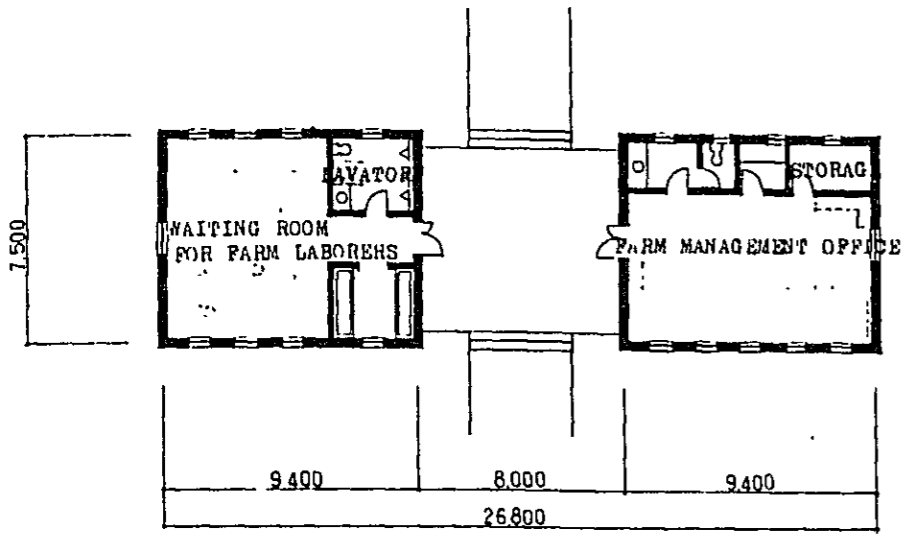 LAVATOR
STORAG
WAITING ROOM
FOR FARM LABOREHS
FARM MANAGEMENT OFFICE
7,500
9.400
8.000
9.400
26.800